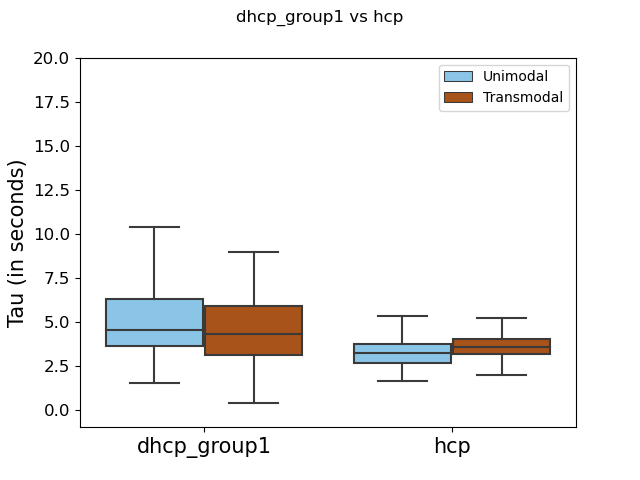 dhcp_group1 vs hcp
Unimodal
Transmodal
Tau (in seconds)
20.0
17.5
15.0
12.5
10.0
7.5
5.0
2.5
0.0
dhcp_group1
hcp